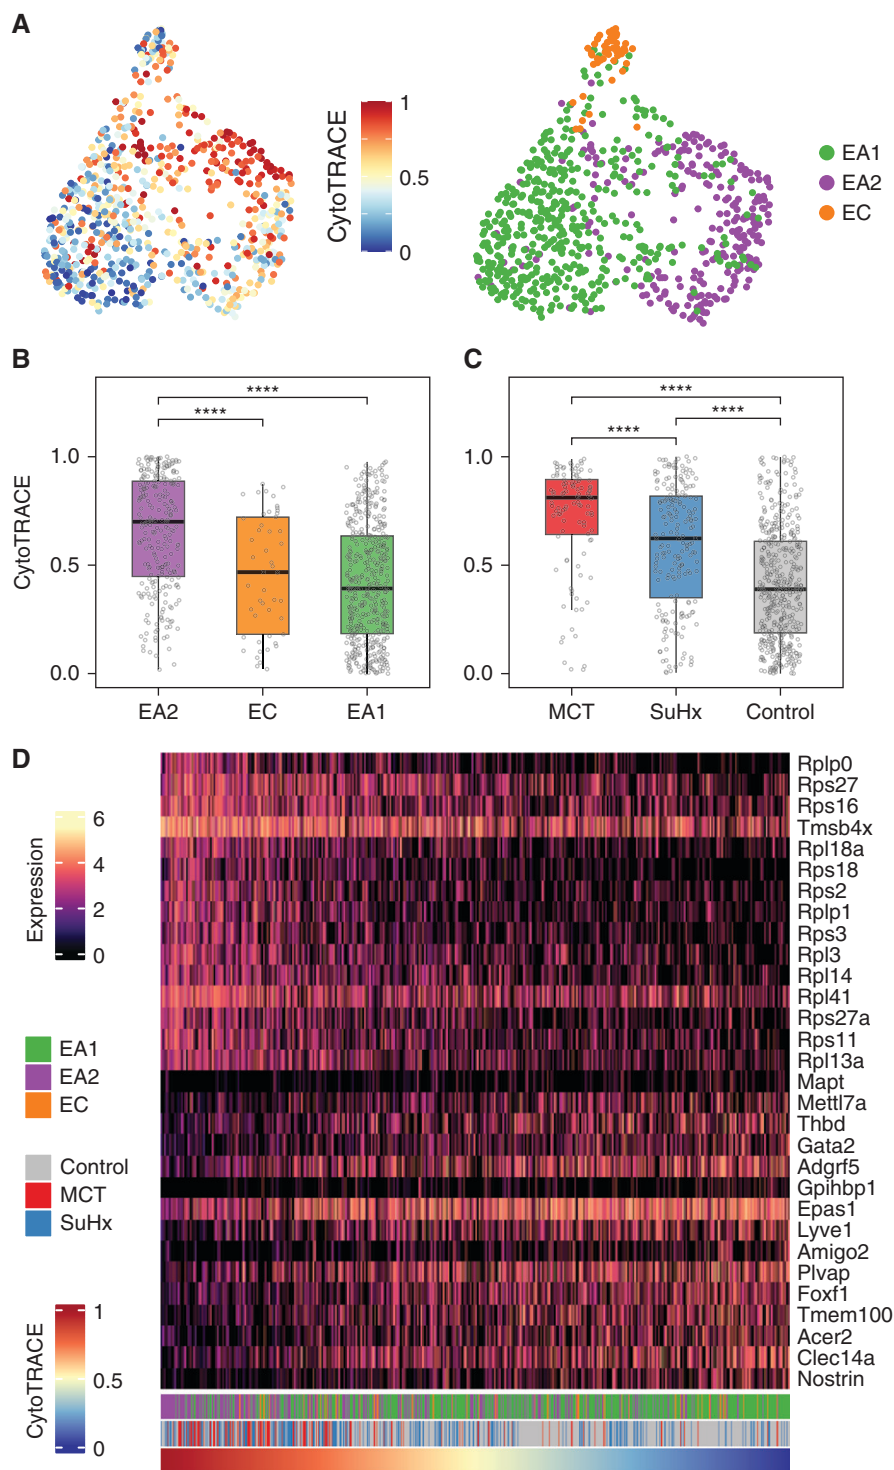 A
CytoTRACE
1
0.5
0
EA1
EA2
EC
B
C
****
****
****
****
****
CytoTRACE
1.0
0.5
0.0
1.0
0.5
0.0
EA2 EC EA1
MCT SuHx Control
D
Expression
6
4
2
0
EA1
EA2
EC
Control
MCT
SuHx
CytoTRACE
1
0.5
0
Rplp0
Rps27
Rps16
Tmsb4x
Rpl18a
Rps18
Rps2
Rplp1
Rps3
Rpl3
Rpl14
Rpl41
Rps27a
Rps11
Rpl13a
Mapt
Mettl7a
Thbd
Gata2
Adgrf5
Gpihbp1
Epas1
Lyve1
Amigo2
Plvap
Foxf1
Tmem100
Acer2
Clec14a
Nostrin